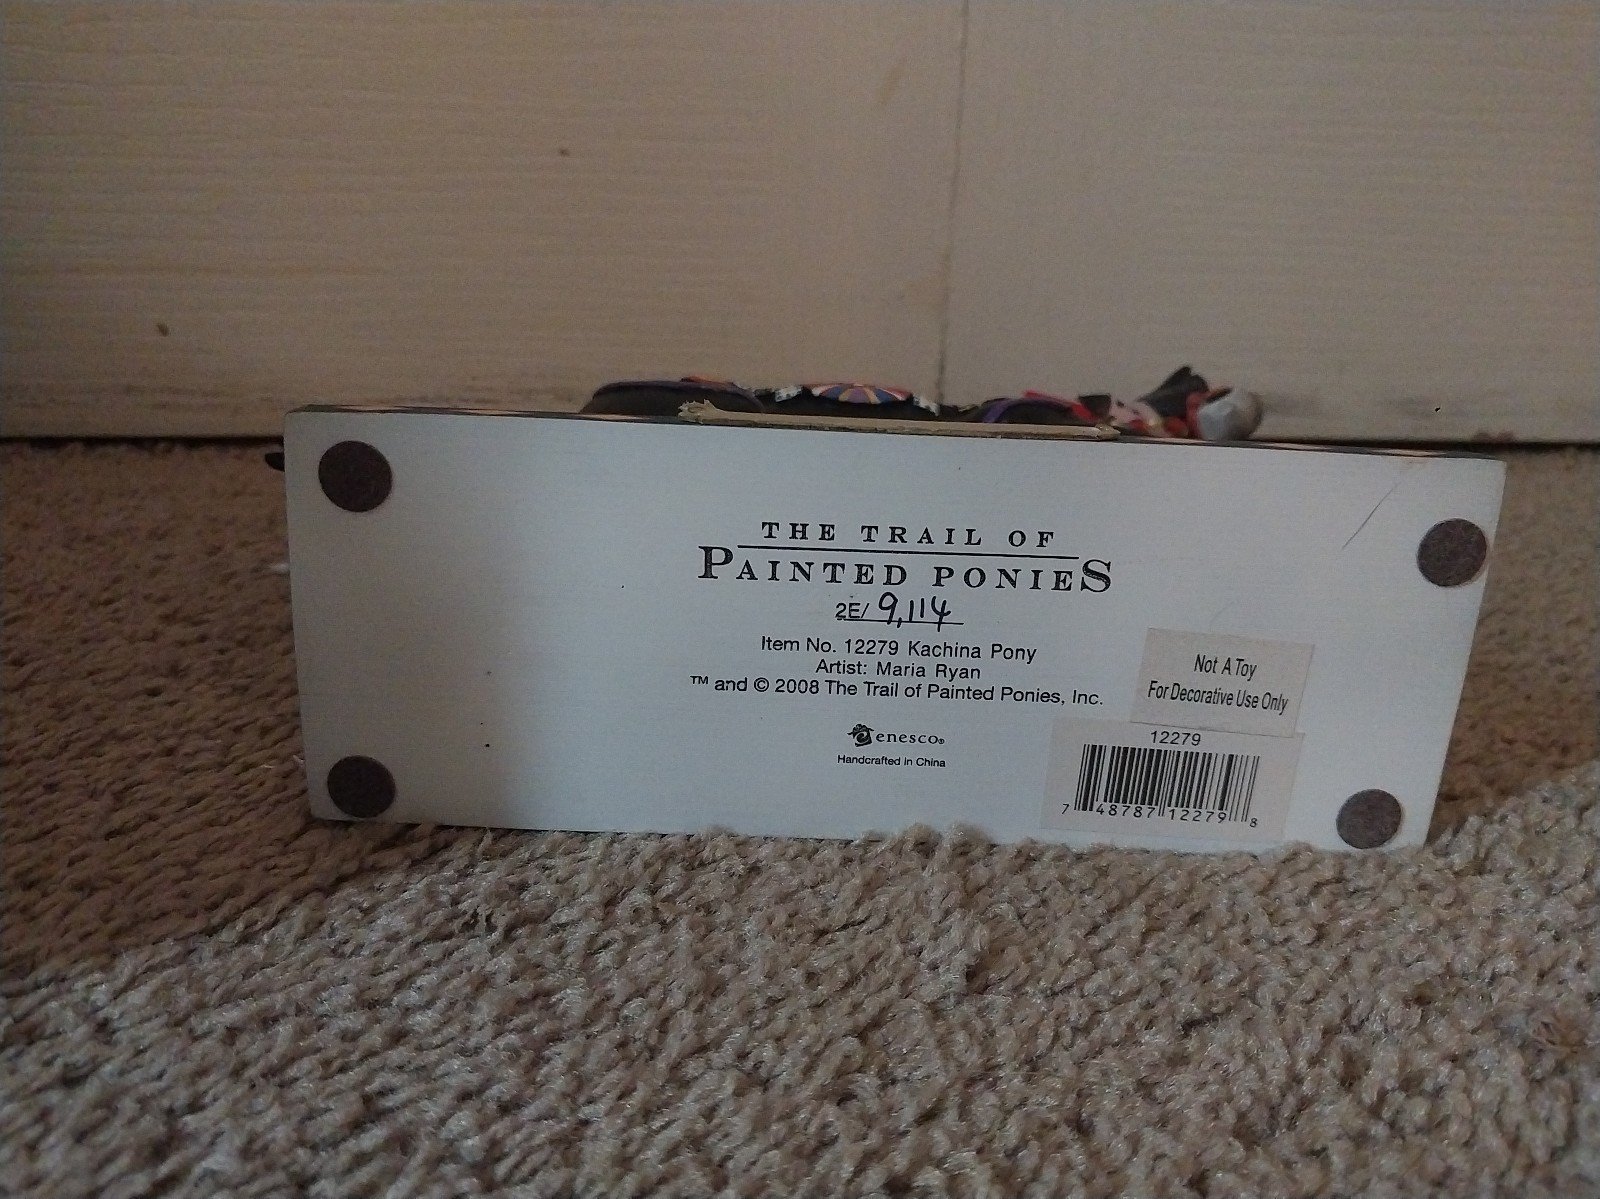 THE TRAIL OF
PAINTED PONIES
2E/ 9,114
Item No. 12279 Kachina Pony
Artist: Maria Ryan
™ and © 2008 The Trail of Painted Ponies, Inc.
enesco®
Handcrafted in China
Not A Toy
For Decorative Use Only
12279
7 48787 12279 8